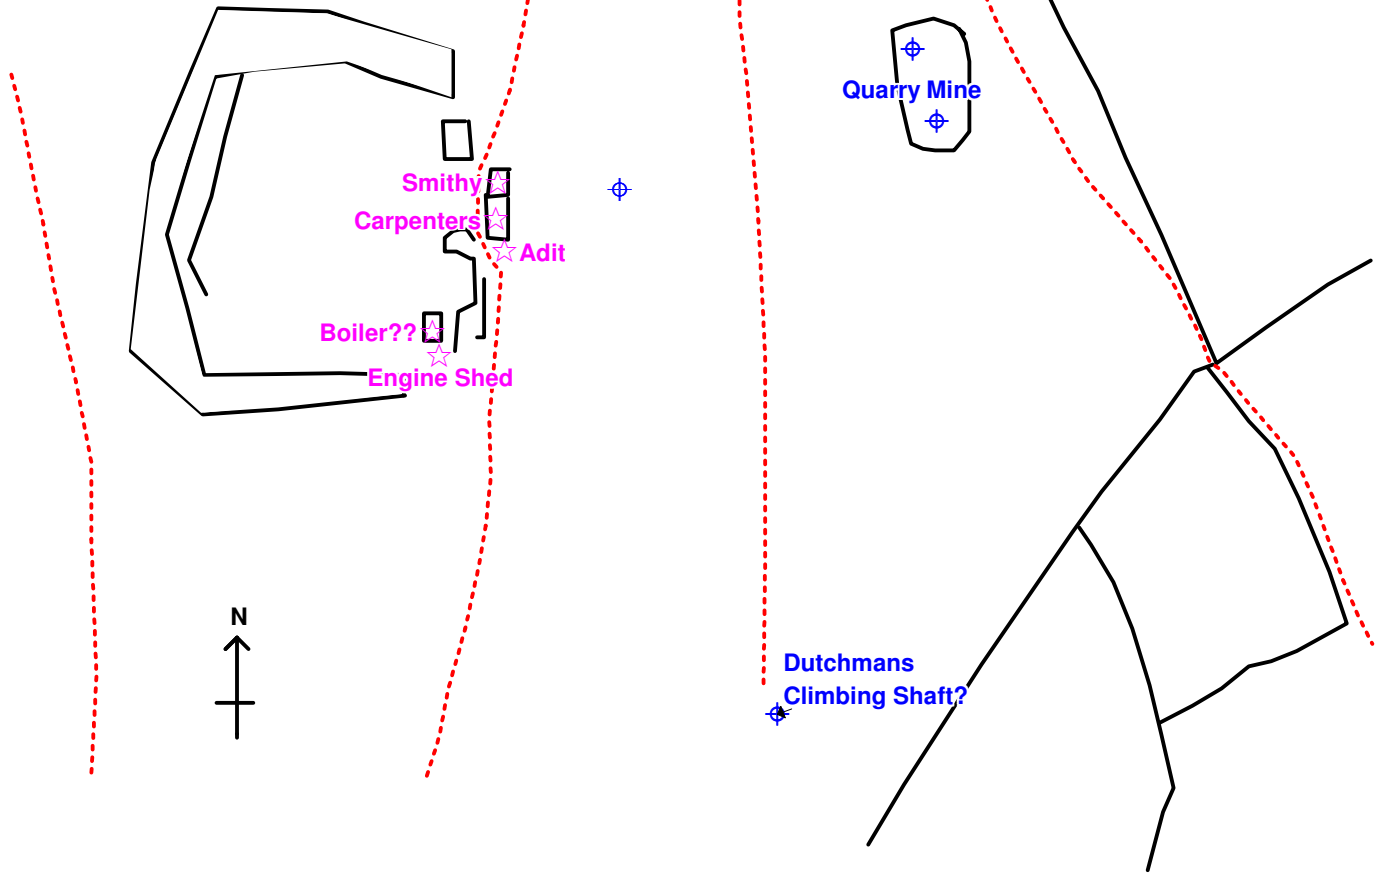 Quarry Mine
Smithy
Carpenters
Adit
Boiler??
Engine Shed
N
Dutchmans
Climbing Shaft?